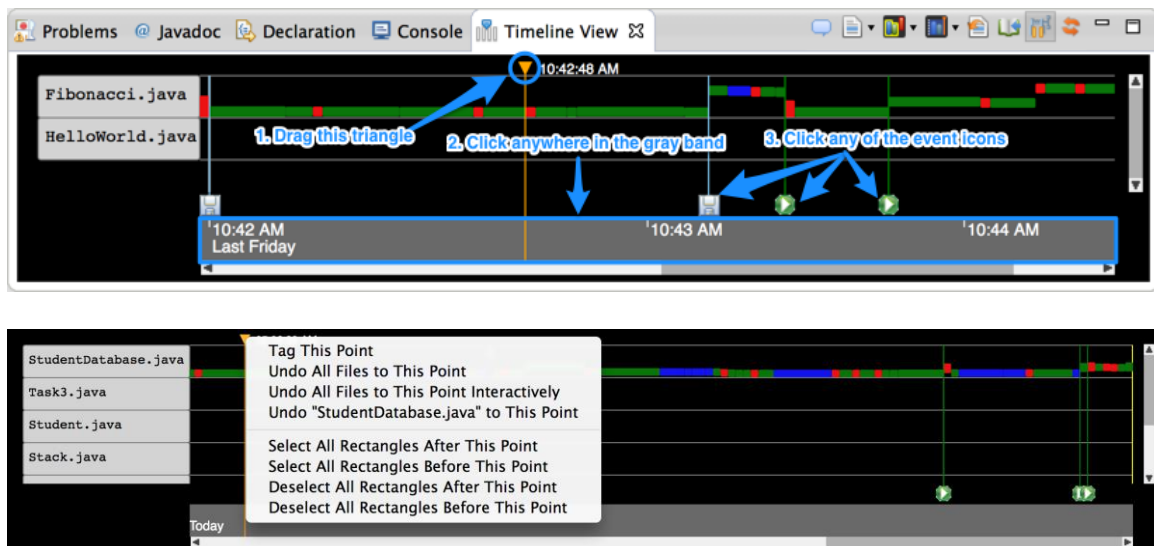 Problems @ Javadoc Declaration Console Timeline View
10:42:48 AM
Fibonacci.java
HelloWorld.java
1. Drag this triangle
2. Click anywhere in the gray band
3. Click any of the event icons
10:42 AM 10:43 AM 10:44 AM
Last Friday
StudentDatabase.java
Task3.java
Student.java
Stack.java
Tag This Point
Undo All Files to This Point
Undo All Files to This Point Interactively
Undo "StudentDatabase.java" to This Point
Select All Rectangles After This Point
Select All Rectangles Before This Point
Deselect All Rectangles After This Point
Deselect All Rectangles Before This Point
Today